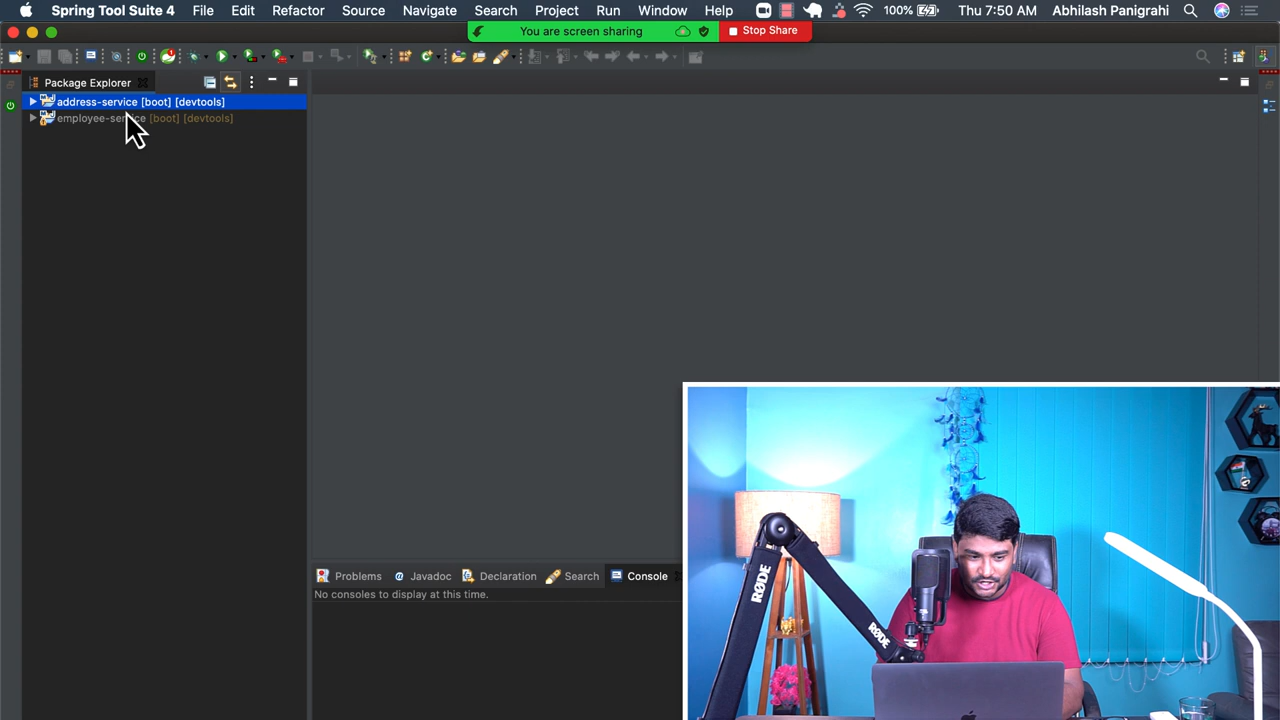 Spring Tool Suite 4 File Edit Refactor Source Navigate Search Project Run Window Help 100% Thu 7:50 AM Abhilash Panigrahi
You are screen sharing Stop Share
Package Explorer
address-service [boot] [devtools]
employee-service [boot] [devtools]
Problems Javadoc Declaration Search Console
No consoles to display at this time.
RØDE
RØDE